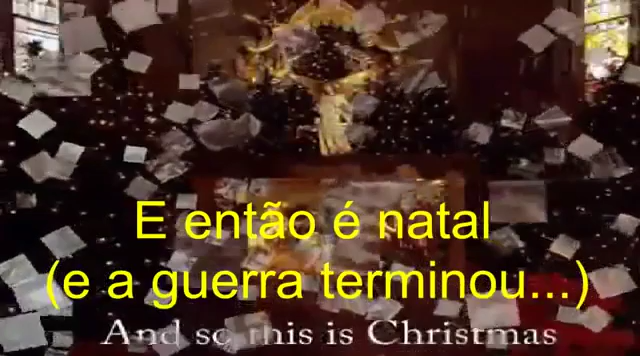 E então é natal
(e a guerra terminou...)
And so this is Christmas